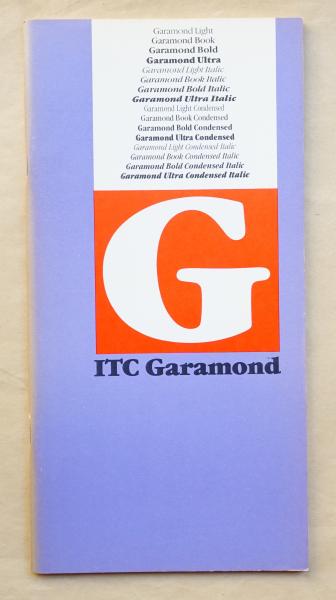 Garamond Light
Garamond Book
Garamond Bold
Garamond Ultra
Garamond Light Italic
Garamond Book Italic
Garamond Bold Italic
Garamond Ultra Italic
Garamond Light Condensed
Garamond Book Condensed
Garamond Bold Condensed
Garamond Ultra Condensed
Garamond Light Condensed Italic
Garamond Book Condensed Italic
Garamond Bold Condensed Italic
Garamond Ultra Condensed Italic
G
ITC Garamond